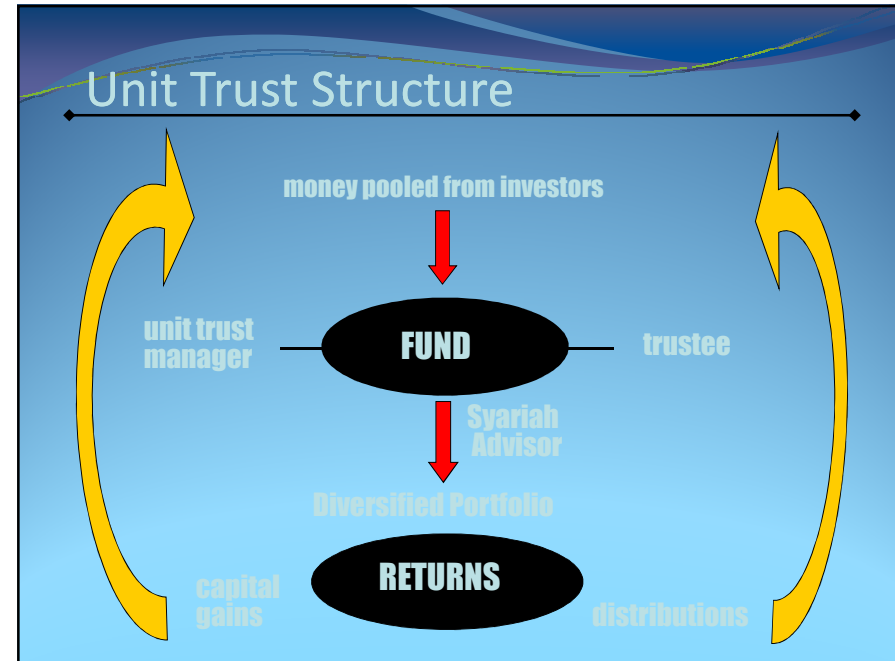 Unit Trust Structure
money pooled from investors
unit trust
manager
FUND
trustee
Syariah
Advisor
Diversified Portfolio
RETURNS
capital
gains
distributions